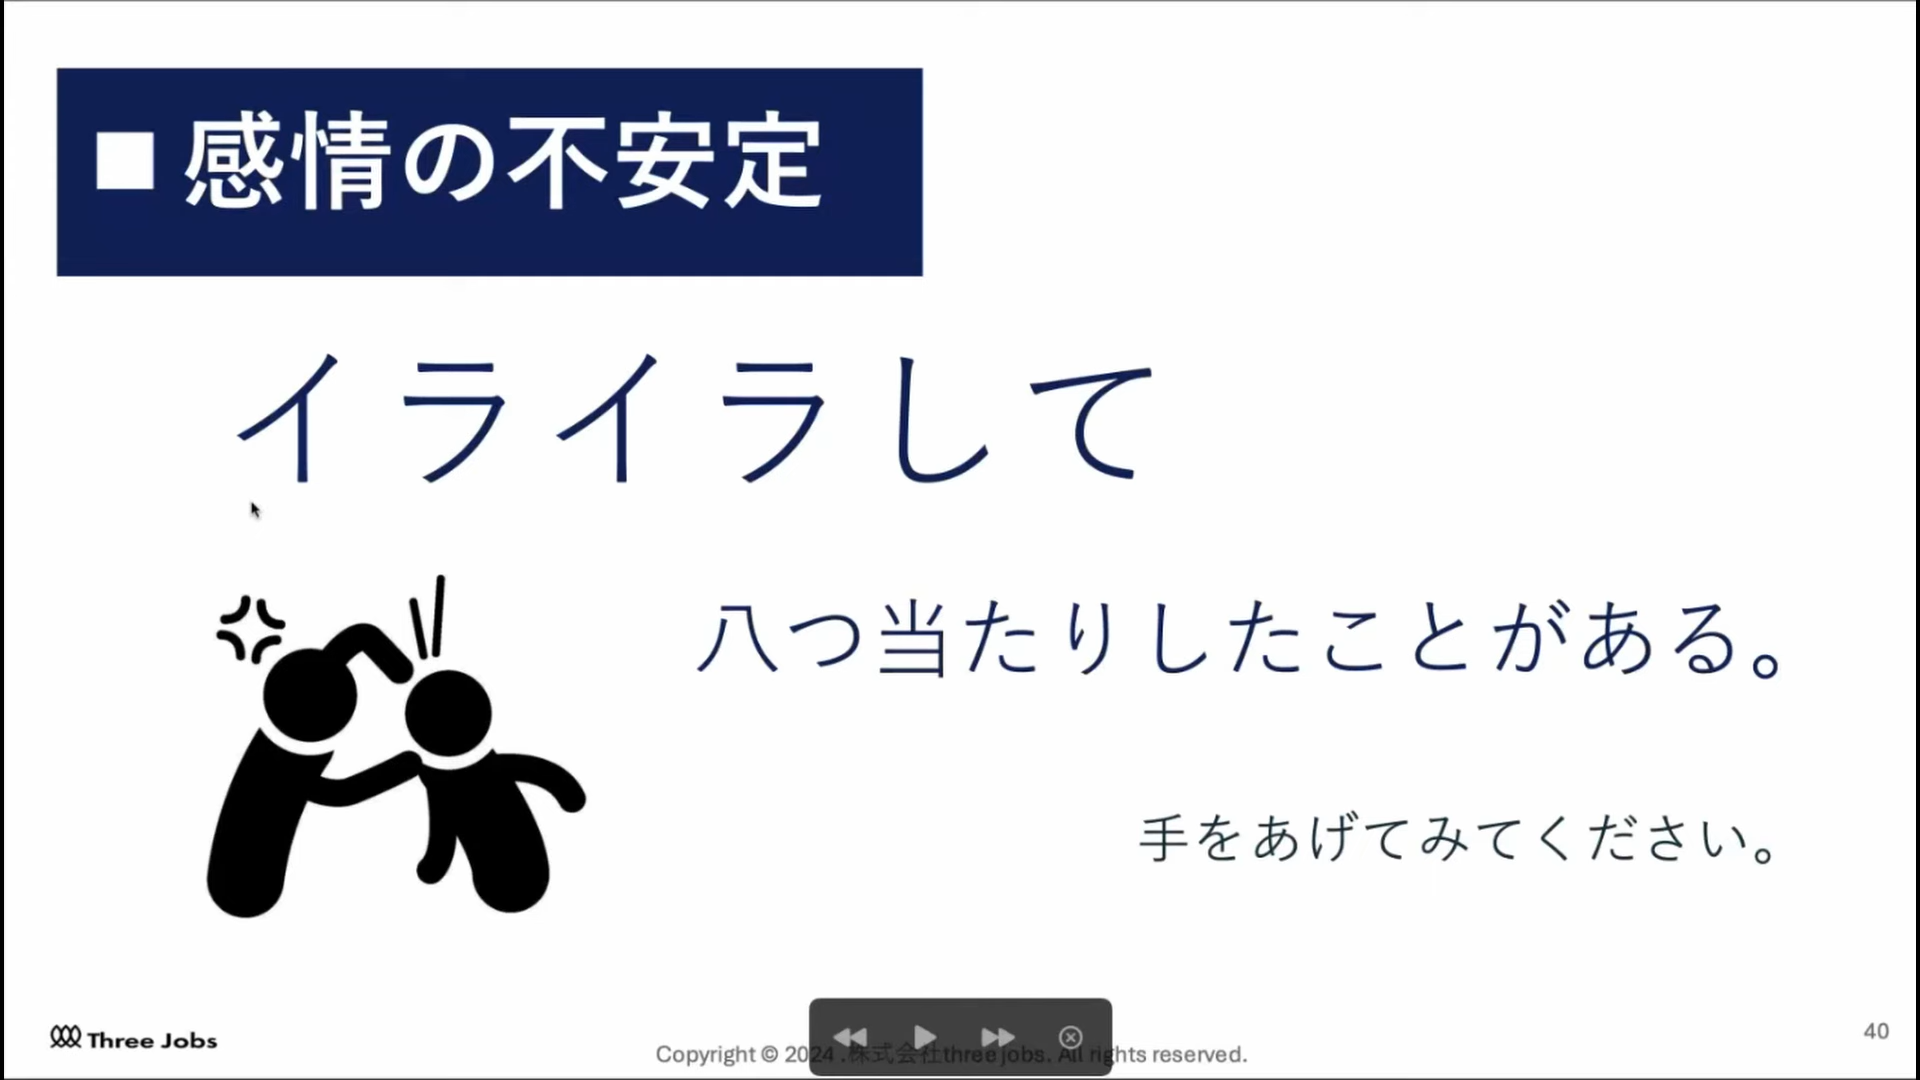 ■ 感情の不安定
イライラして
八つ当たりしたことがある。
手をあげてみてください。
Three Jobs
Copyright © 2024 .株式会社three jobs. All rights reserved.
40